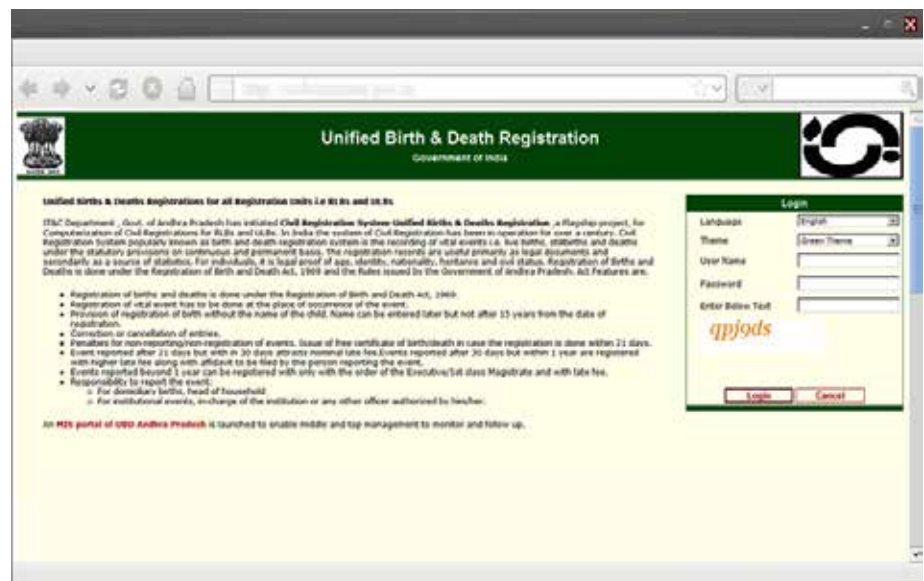 Unified Birth & Death Registration
Government of India
Unified Births & Deaths Registrations for all Registration Units i.e RLBs and ULBs
IT&C Department , Govt. of Andhra Pradesh has initiated Civil Registration System-Unified Births & Deaths Registration ,a Flagship project, for
Computerization of Civil Registrations for RLBs and ULBs. In India the system of Civil Registration has been in operation for over a century. Civil
Registration System popularly known as birth and death registration system is the recording of vital events i.e. live births, stillbirths and deaths
under the statutory provisions on continuous and permanent basis. The registration records are useful primarily as legal documents and
secondarily as a source of statistics. For individuals, it is legal proof of age, identity, nationality, heritance and civil status. Registration of Births and
Deaths is done under the Registration of Birth and Death Act, 1969 and the Rules issued by the Government of Andhra Pradesh. Act Features are.
Registration of births and deaths is done under the Registration of Birth and Death Act, 1969.
Registration of vital event has to be done at the place of occurrence of the event.
Provision of registration of birth without the name of the child. Name can be entered later but not after 15 years from the date of
registration.
Correction or cancellation of entries.
Penalties for non-reporting/non-registration of events. Issue of free certificate of birth/death in case the registration is done within 21 days.
Event reported after 21 days but with in 30 days attracts nominal late fee.Events reported after 30 days but within 1 year are registered
with higher late fee along with affidavit to be filed by the person reporting the event.
Events reported beyond 1 year can be registered with only with the order of the Executive/1st class Magistrate and with late fee.
Responsibility to report the event:
For domiciliary births, head of household
For institutional events, in-charge of the institution or any other officer authorized by him/her.
An MIS portal of UBD Andhra Pradesh is launched to enable middle and top management to monitor and follow up.
Login
Language English
Theme Green Theme
User Name
Password
Enter Below Text
qpj9ds
Login Cancel